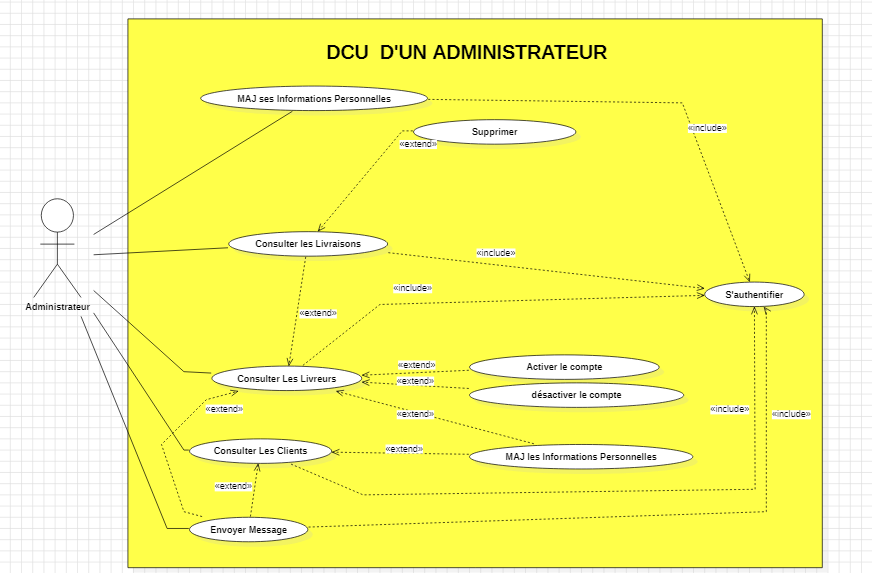 DCU D'UN ADMINISTRATEUR
MAJ ses Informations Personnelles
«include»
Supprimer
«extend»
Consulter les Livraisons
«include»
«include»
S'authentifier
Administrateur
«extend»
Consulter Les Livreurs
«extend»
Activer le compte
«extend»
désactiver le compte
«extend»
«extend»
«include»
«include»
Consulter Les Clients
«extend»
MAJ les Informations Personnelles
«extend»
Envoyer Message